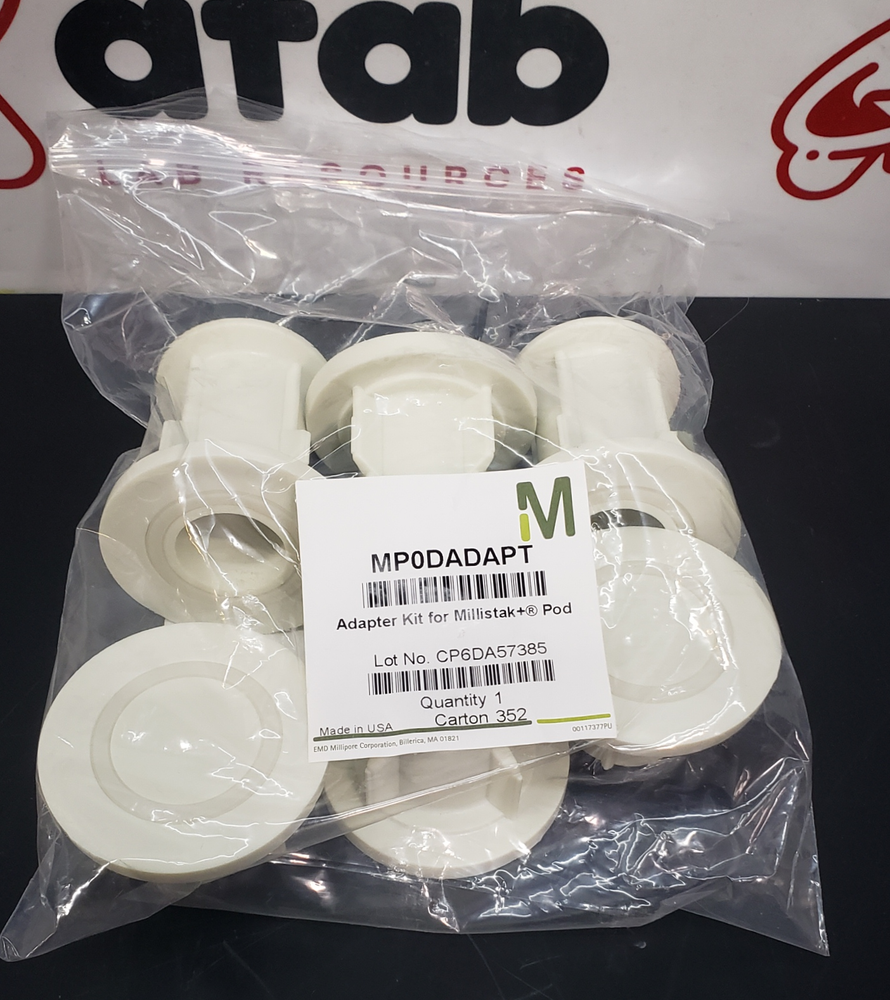 atab
LAB RESOURCES
M
MP0DADAPT
Adapter Kit for Millistak+® Pod
Lot No. CP6DA57385
Quantity 1
Carton 352
Made in USA
EMD Millipore Corporation, Billerica, MA 01821
00117377PU